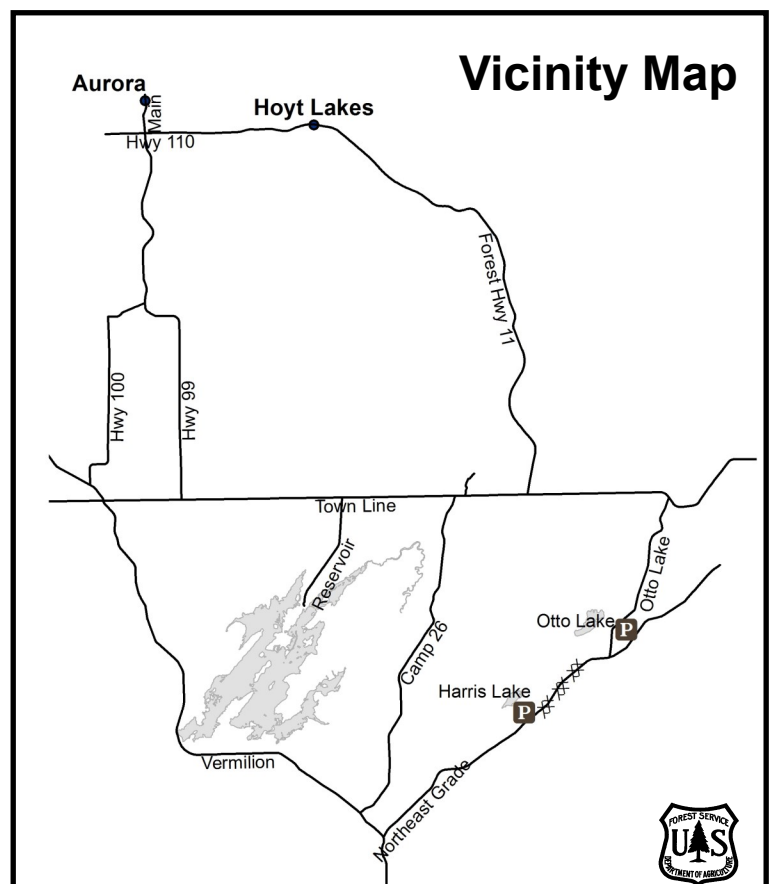 Vicinity Map
Aurora
Main
Hoyt Lakes
Hwy 110
Forest Hwy 11
Hwy 100
Hwy 99
Town Line
Reservoir
Otto Lake
Otto Lake
P
Camp 26
Harris Lake
P
Vermilion
Northeast Grade
FOREST SERVICE
U S
DEPARTMENT OF AGRICULTURE